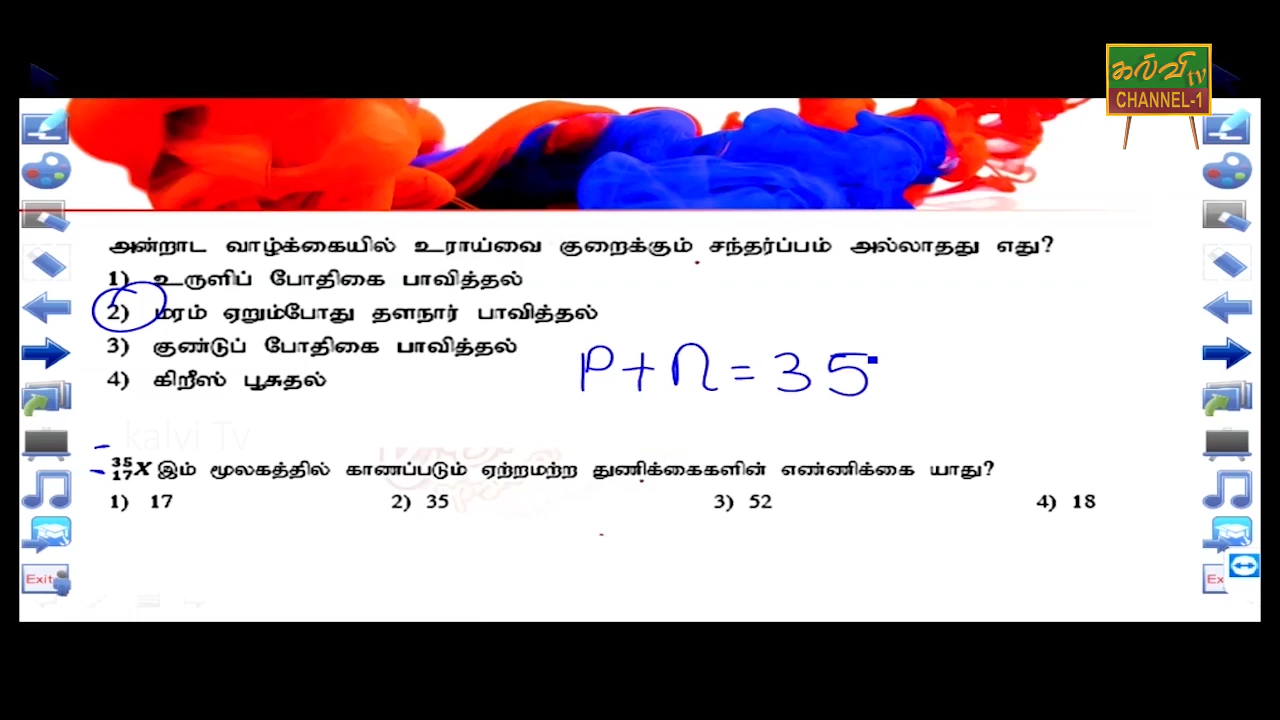 கல்வி tv
CHANNEL-1
அன்றாட வாழ்க்கையில் உராய்வை குறைக்கும் சந்தர்ப்பம் அல்லாதது எது?
1) உருளிப் போதிகை பாவித்தல்
2) மரம் ஏறும்போது தளநார் பாவித்தல்
3) குண்டுப் போதிகை பாவித்தல்
4) கிறீஸ் பூசுதல்
P+n=35
kalvi Tv
³⁵₁₇X இம் மூலகத்தில் காணப்படும் ஏற்றமற்ற துணிக்கைகளின் எண்ணிக்கை யாது?
1) 17 2) 35 3) 52 4) 18
Exit Ex